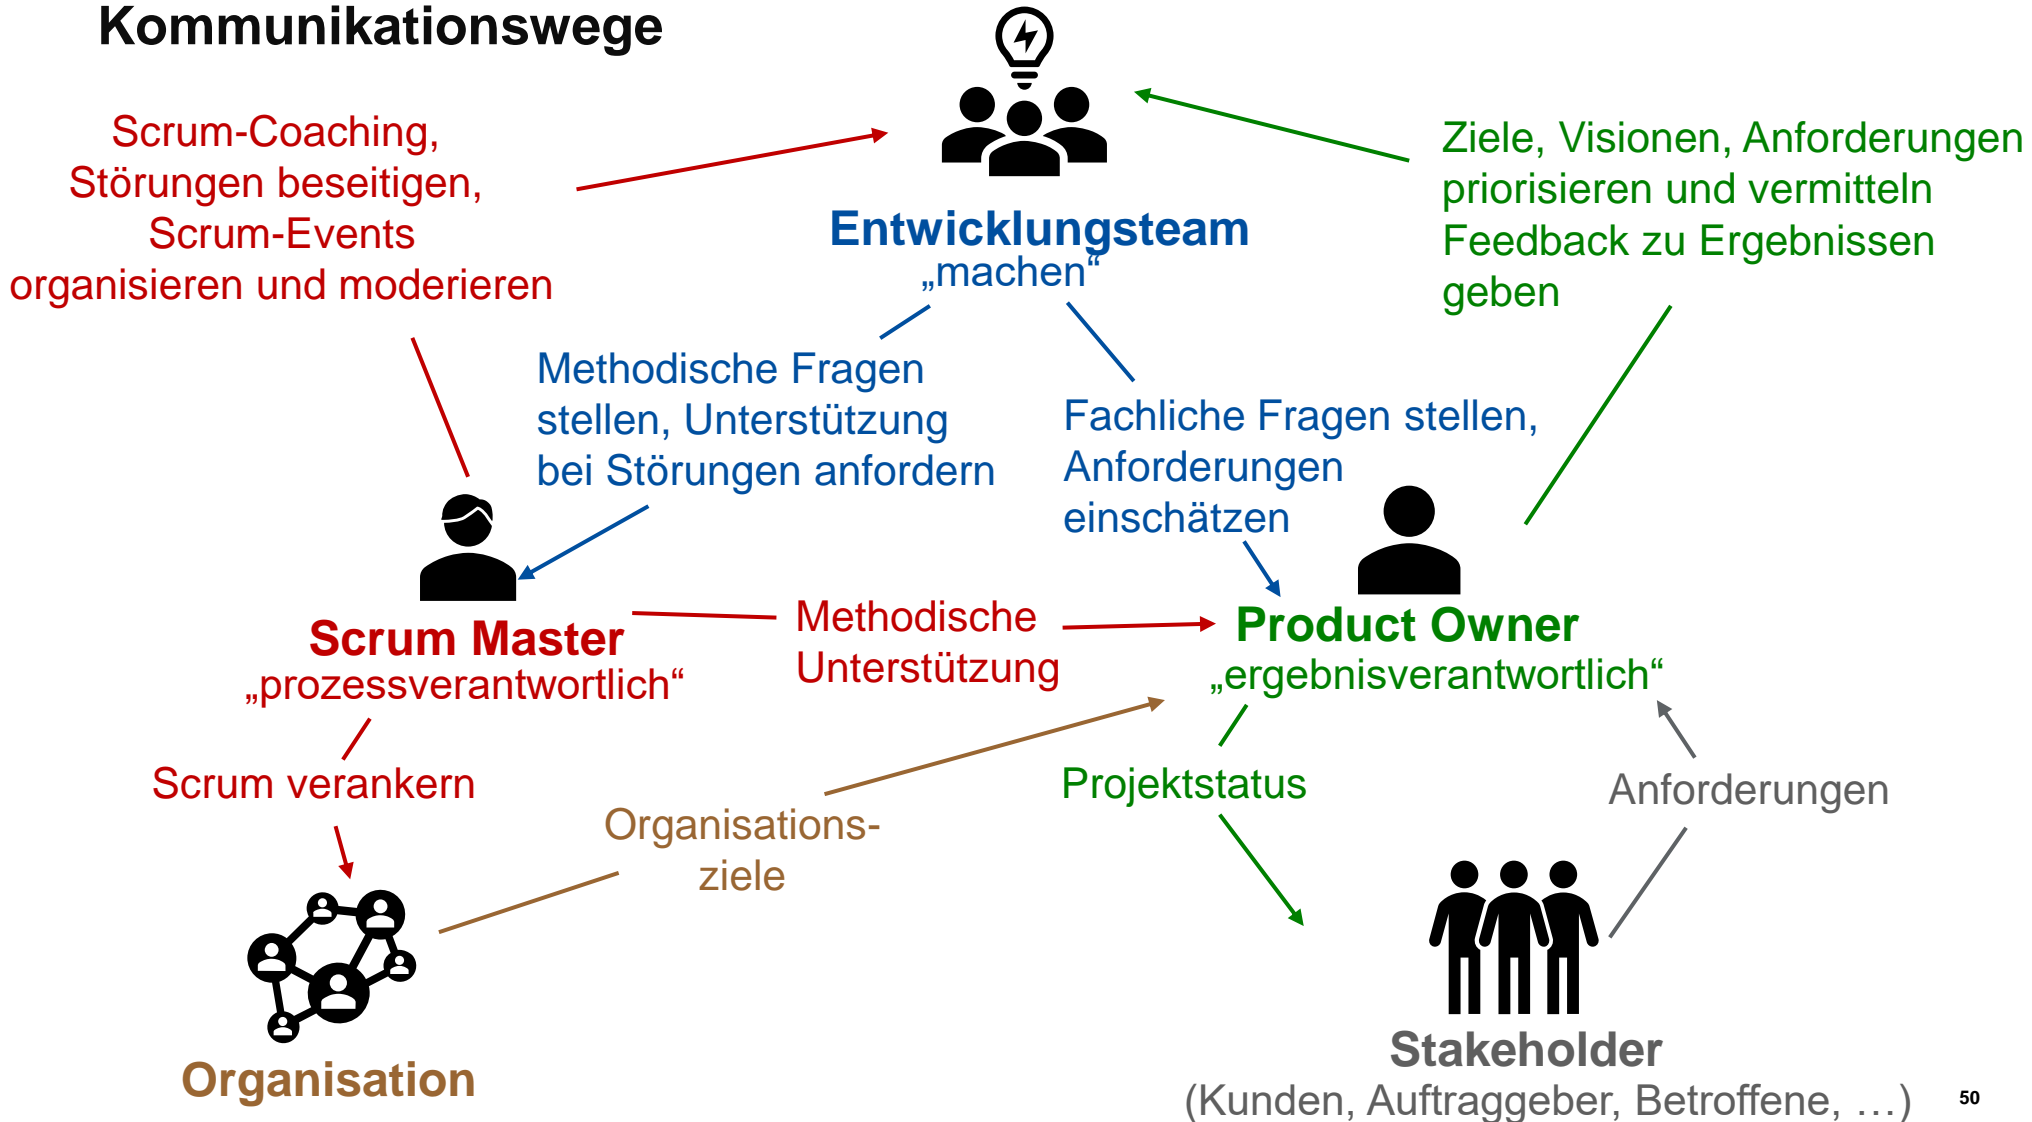 Kommunikationswege
Scrum-Coaching,
Störungen beseitigen,
Scrum-Events
organisieren und moderieren
Ziele, Visionen, Anforderungen
priorisieren und vermitteln
Feedback zu Ergebnissen
geben
Entwicklungsteam
„machen“
Methodische Fragen
stellen, Unterstützung
bei Störungen anfordern
Fachliche Fragen stellen,
Anforderungen
einschätzen
Scrum Master
„prozessverantwortlich“
Methodische
Unterstützung
Product Owner
„ergebnisverantwortlich“
Scrum verankern
Organisations-
ziele
Projektstatus
Anforderungen
Organisation
Stakeholder
(Kunden, Auftraggeber, Betroffene, …)
50